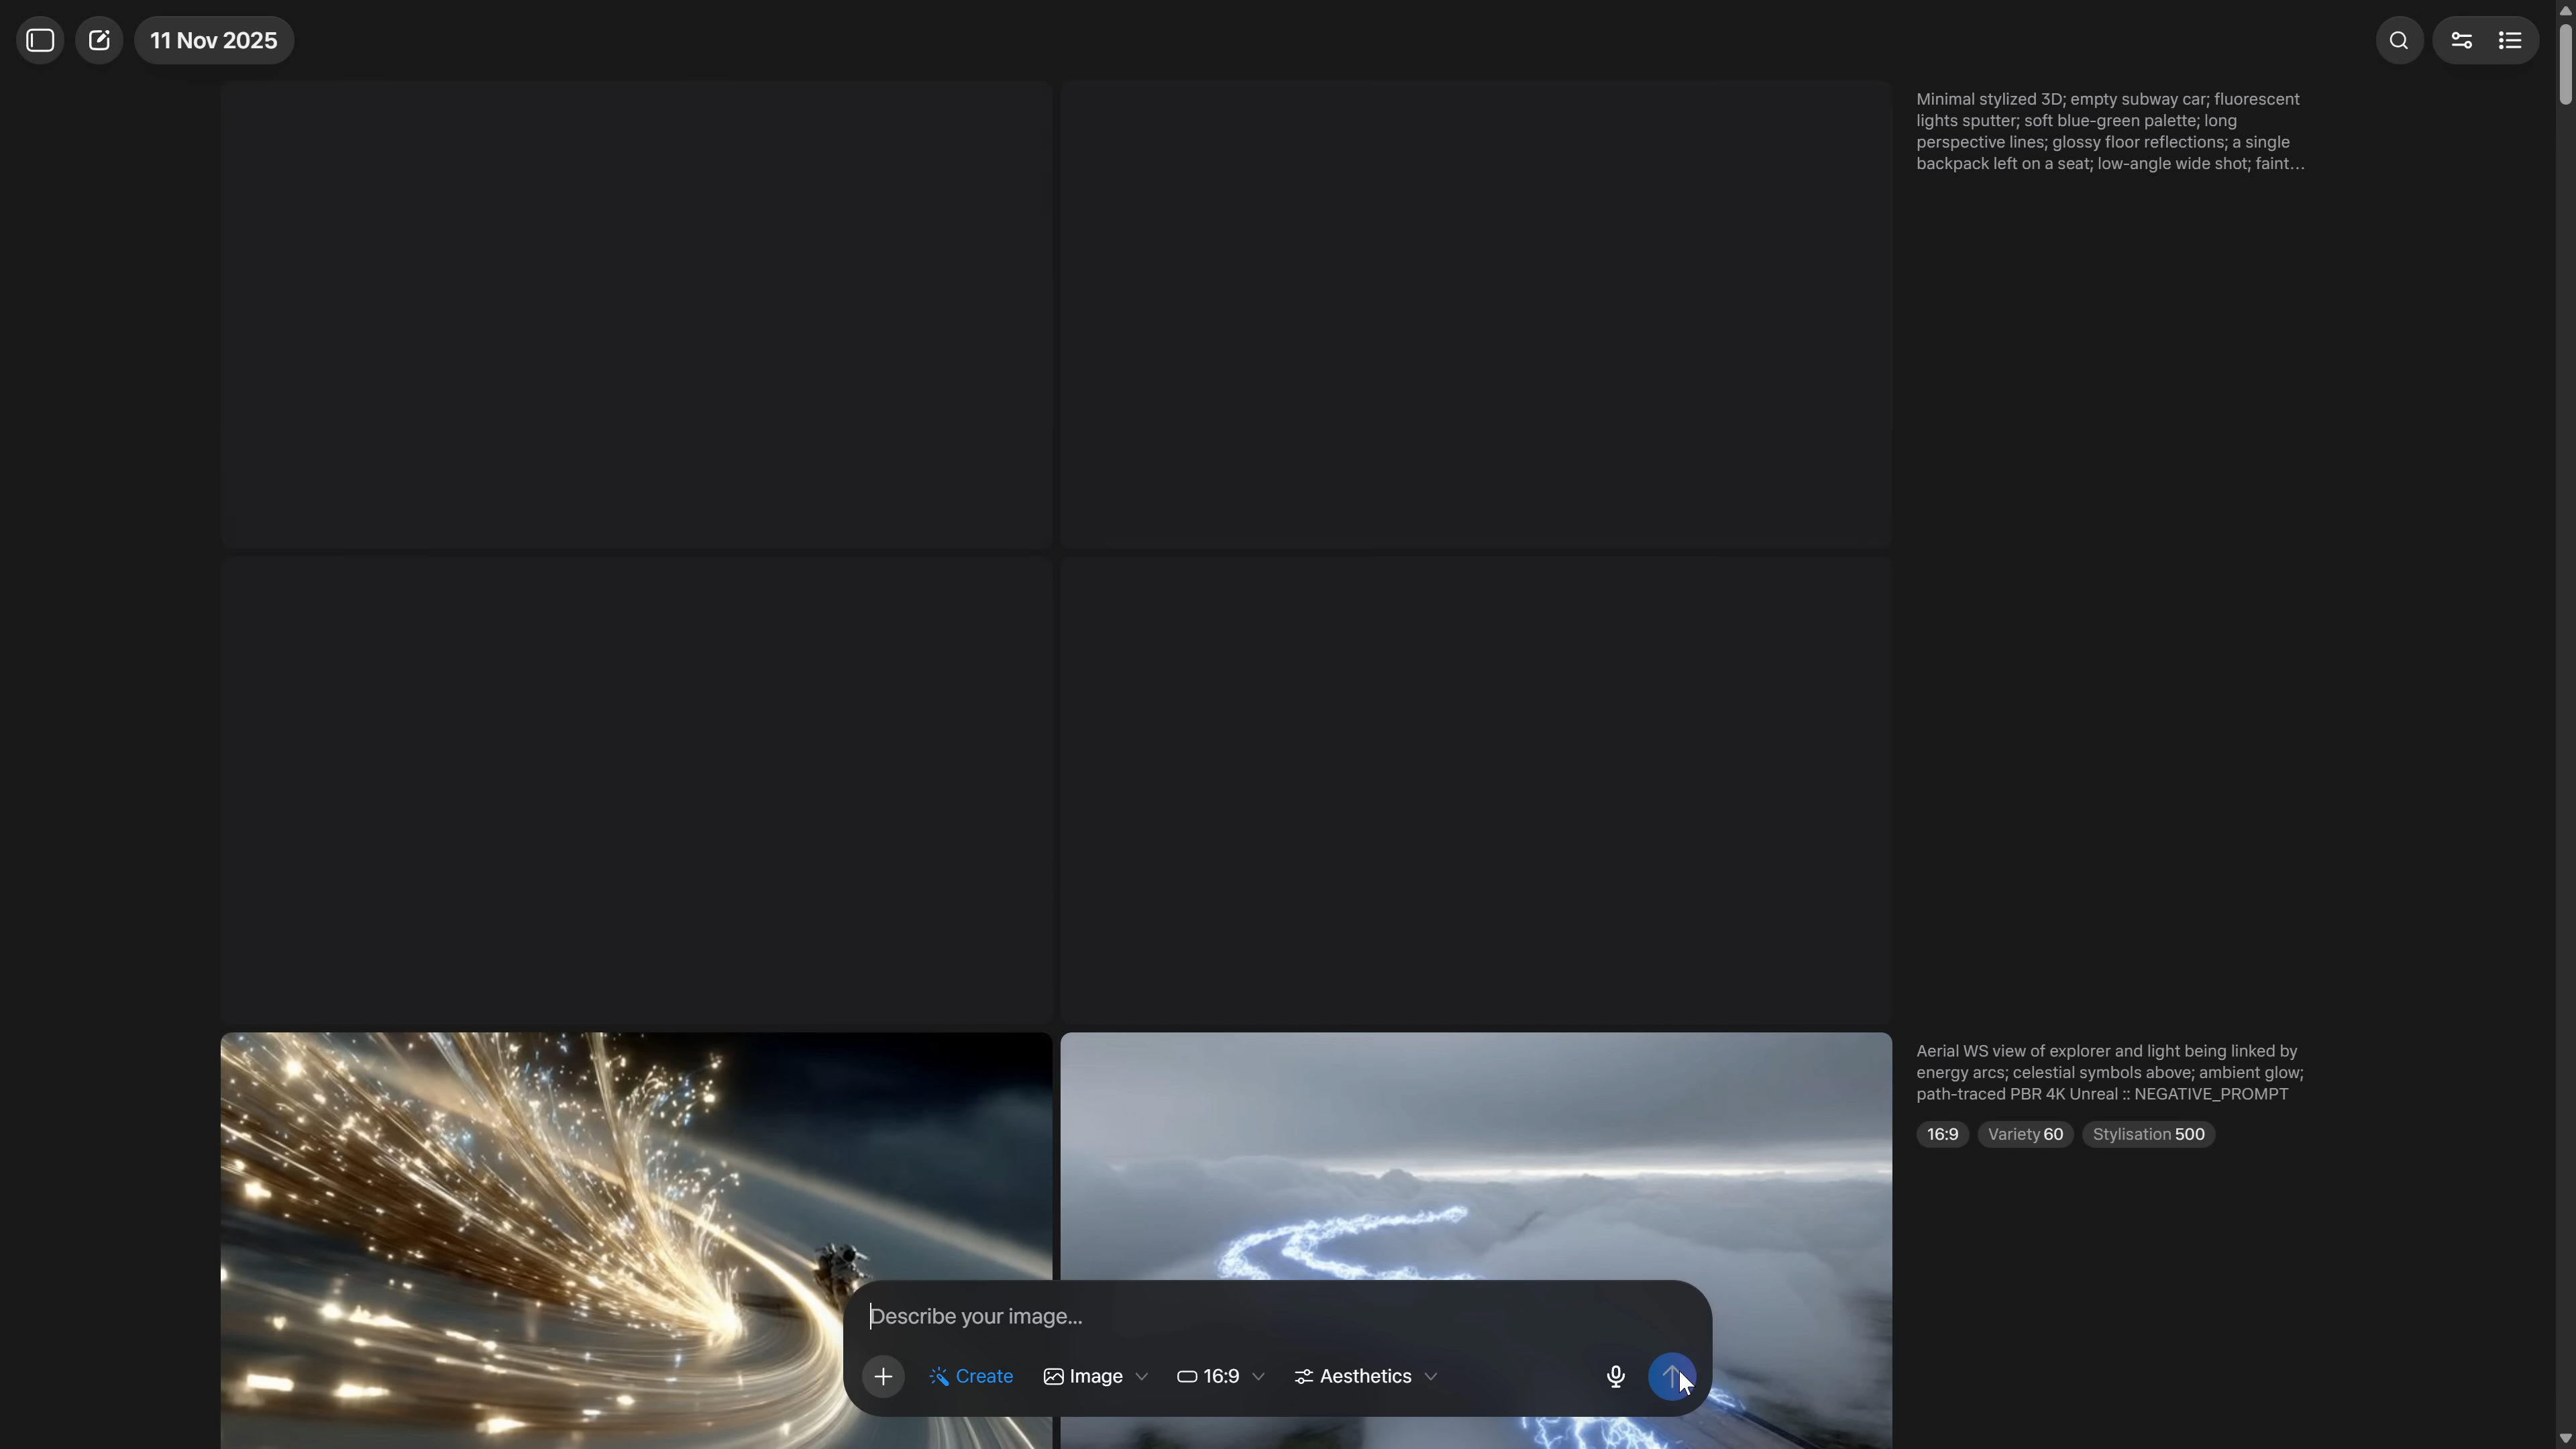 11 Nov 2025
Minimal stylized 3D; empty subway car; fluorescent
lights sputter; soft blue-green palette; long
perspective lines; glossy floor reflections; a single
backpack left on a seat; low-angle wide shot; faint...
Aerial WS view of explorer and light being linked by
energy arcs; celestial symbols above; ambient glow;
path-traced PBR 4K Unreal :: NEGATIVE_PROMPT
16:9 Variety 60 Stylisation 500
Describe your image...
Create Image 16:9 Aesthetics